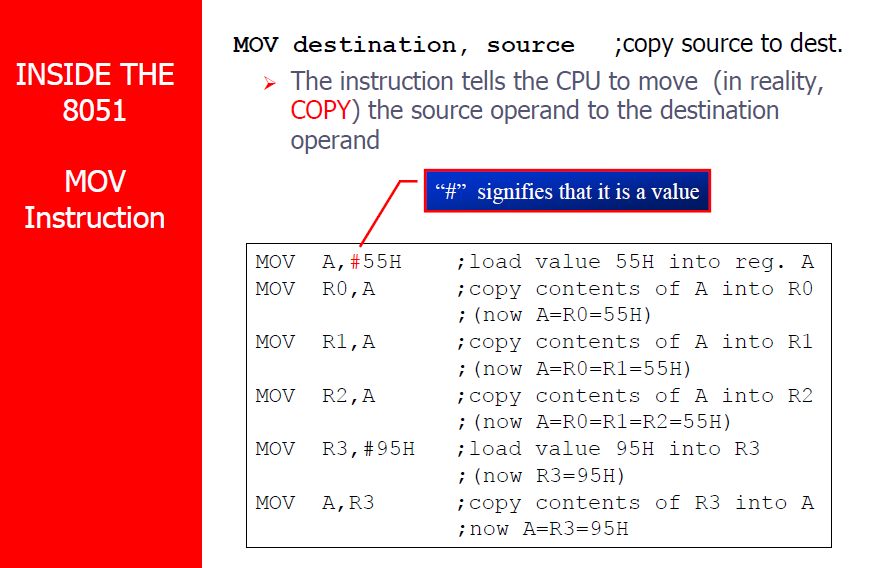 INSIDE THE
8051
MOV
Instruction
MOV destination, source ;copy source to dest.
The instruction tells the CPU to move (in reality,
COPY) the source operand to the destination
operand
“#” signifies that it is a value
MOV A,#55H ;load value 55H into reg. A
MOV R0,A ;copy contents of A into R0
;(now A=R0=55H)
MOV R1,A ;copy contents of A into R1
;(now A=R0=R1=55H)
MOV R2,A ;copy contents of A into R2
;(now A=R0=R1=R2=55H)
MOV R3,#95H ;load value 95H into R3
;(now R3=95H)
MOV A,R3 ;copy contents of R3 into A
;now A=R3=95H